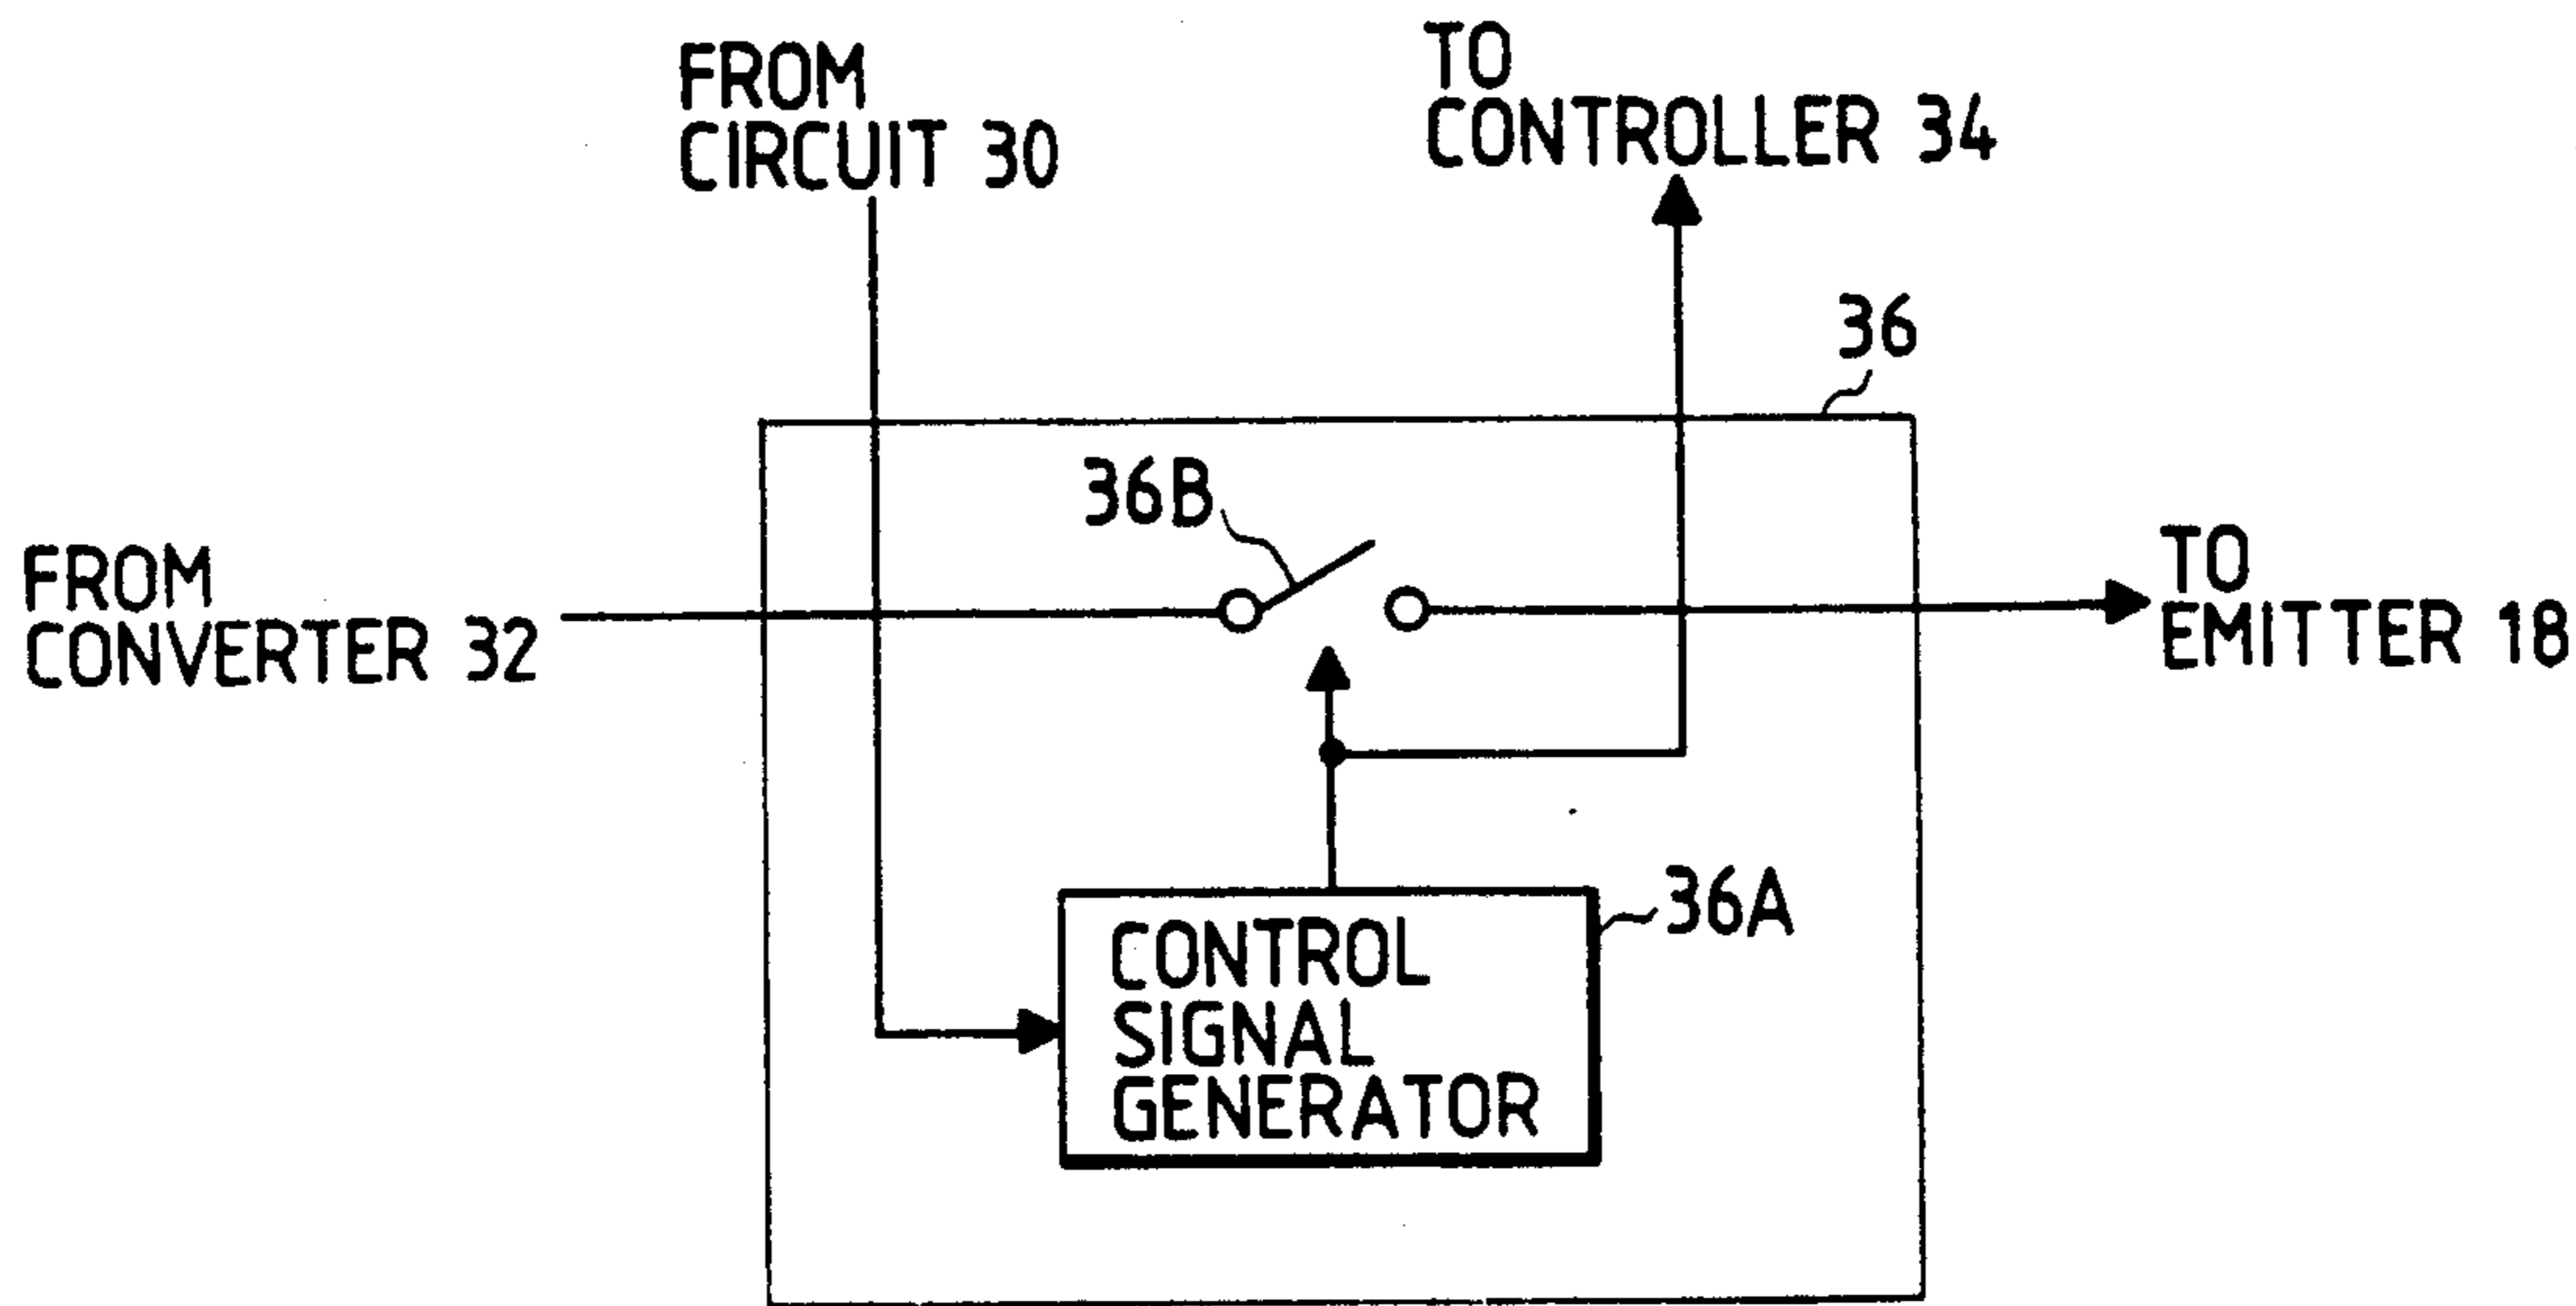 FROM
CIRCUIT 30
TO
CONTROLLER 34
36
36B
FROM
CONVERTER 32
TO
EMITTER 18
36A
CONTROL
SIGNAL
GENERATOR